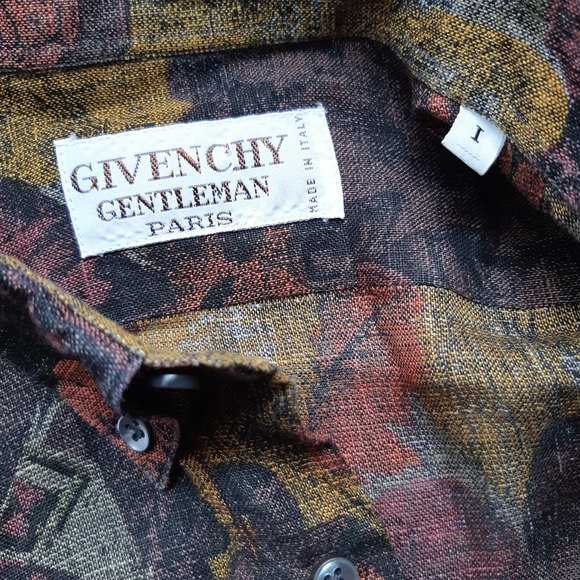 GIVENCHY
GENTLEMAN
PARIS
MADE IN ITALY
I